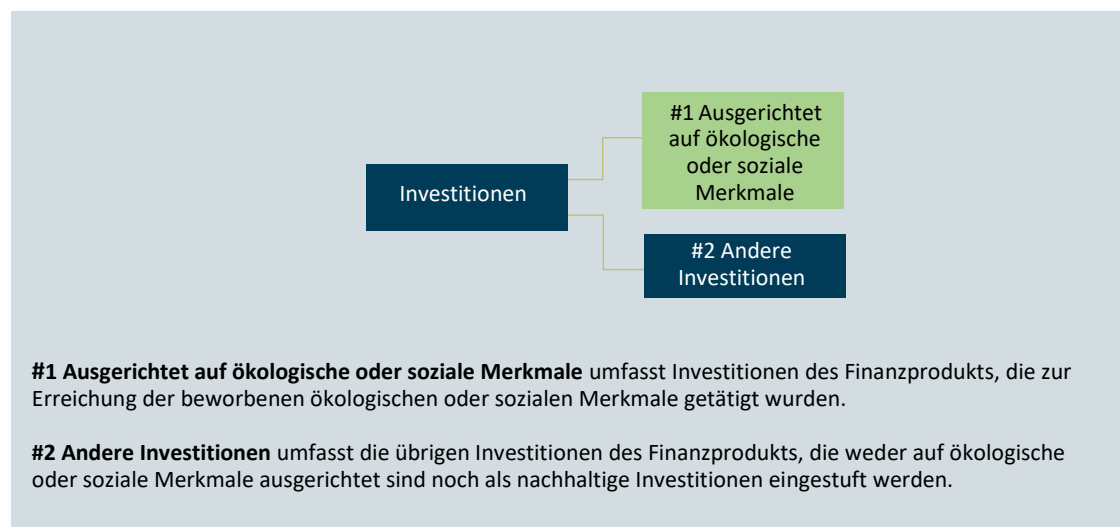 #1 Ausgerichtet
auf ökologische
oder soziale
Merkmale
Investitionen
#2 Andere
Investitionen
#1 Ausgerichtet auf ökologische oder soziale Merkmale umfasst Investitionen des Finanzprodukts, die zur
Erreichung der beworbenen ökologischen oder sozialen Merkmale getätigt wurden.
#2 Andere Investitionen umfasst die übrigen Investitionen des Finanzprodukts, die weder auf ökologische
oder soziale Merkmale ausgerichtet sind noch als nachhaltige Investitionen eingestuft werden.